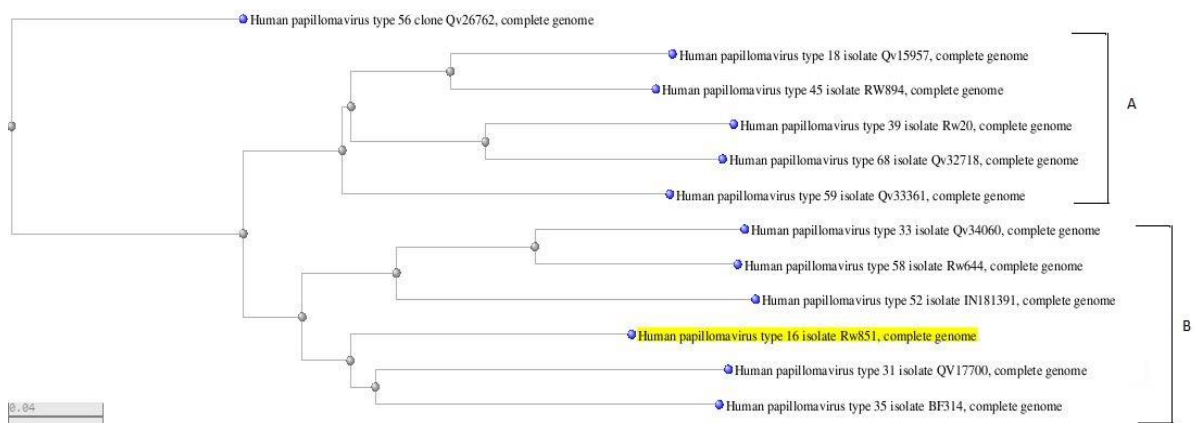 Human papillomavirus type 56 clone Qv26762, complete genome
Human papillomavirus type 18 isolate Qv15957, complete genome
Human papillomavirus type 45 isolate RW894, complete genome
A
Human papillomavirus type 39 isolate Rw20, complete genome
Human papillomavirus type 68 isolate Qv32718, complete genome
Human papillomavirus type 59 isolate Qv33361, complete genome
Human papillomavirus type 33 isolate Qv34060, complete genome
Human papillomavirus type 58 isolate Rw644, complete genome
Human papillomavirus type 52 isolate IN181391, complete genome
B
Human papillomavirus type 16 isolate Rw851, complete genome
Human papillomavirus type 31 isolate QV17700, complete genome
Human papillomavirus type 35 isolate BF314, complete genome
0.04